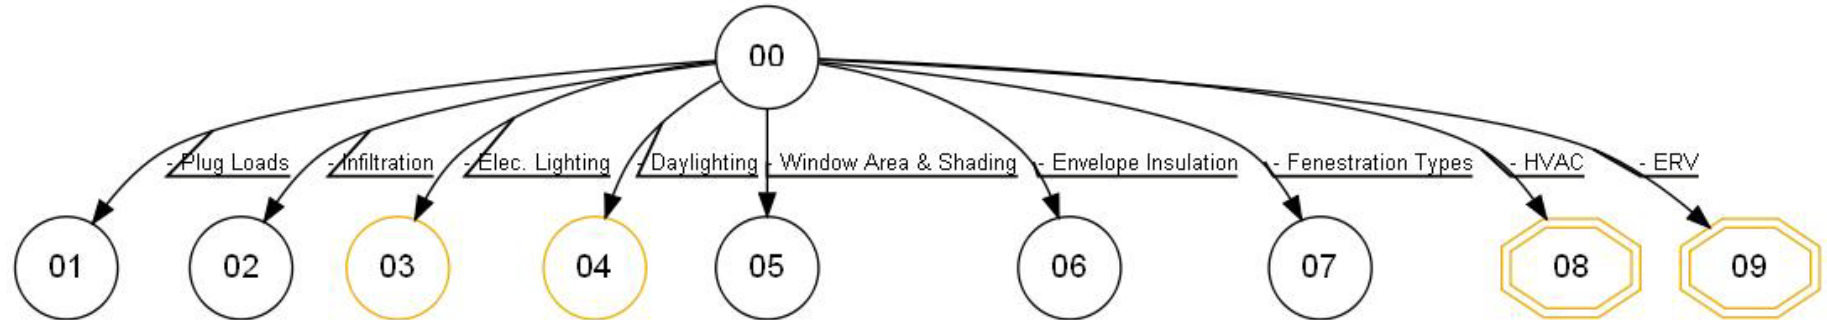 00
- Plug Loads
- Infiltration
- Elec. Lighting
- Daylighting
- Window Area & Shading
- Envelope Insulation
- Fenestration Types
- HVAC
- ERV
01
02
03
04
05
06
07
08
09